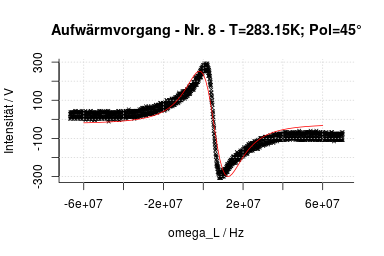 Aufwärmvorgang - Nr. 8 - T=283.15K; Pol=45°
Intensität / V
300
100
-100
-300
-6e+07 -2e+07 2e+07 6e+07
omega_L / Hz